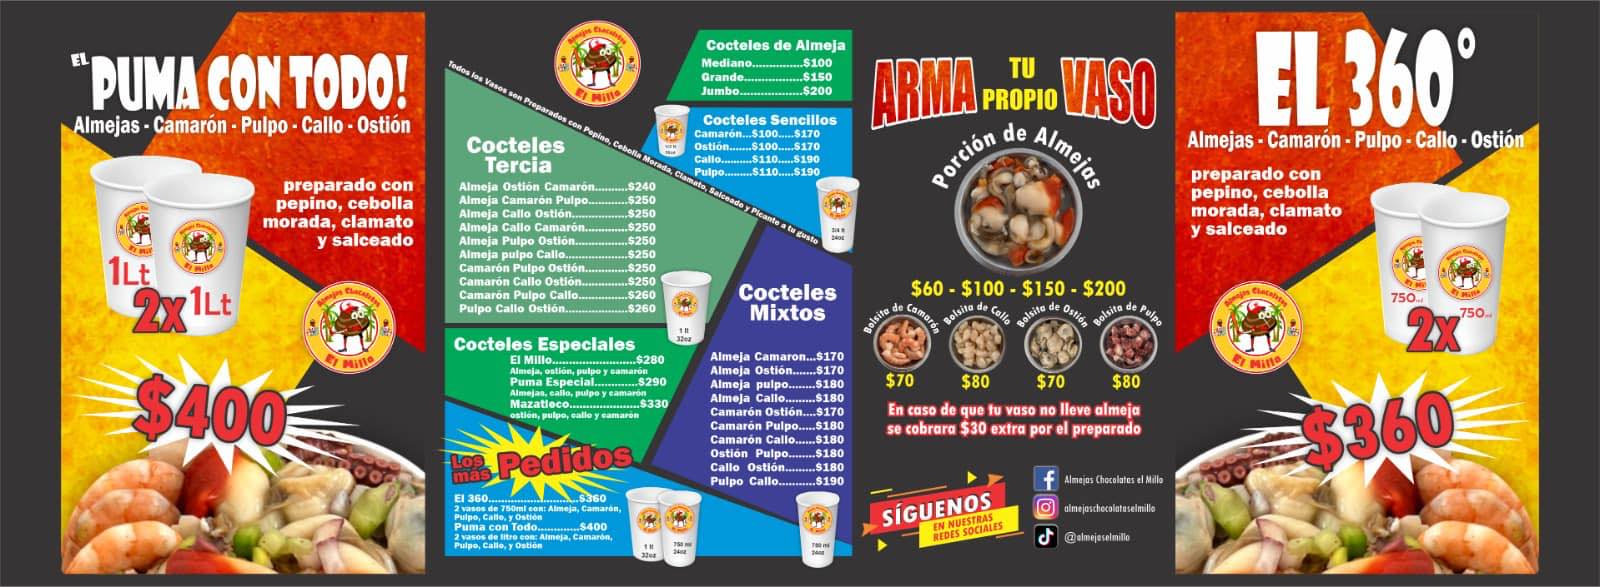 EL PUMA CON TODO!
Almejas - Camarón - Pulpo - Callo - Ostión
preparado con
pepino, cebolla
morada, clamato
y salceado
1Lt
2x
1Lt
Almejas Chocolatas
El Millo
$400
Almejas Chocolatas
El Millo
Todos los Vasos son Preparados con Pepino, Cebolla Morada, Clamato, Salceado y Picante a tu gusto
Cocteles de Almeja
Mediano...............$100
Grande.................$150
Jumbo..................$200
Cocteles Sencillos
Camarón...$100.....$170
Ostión.......$100.....$170
Callo.........$110.....$190
Pulpo........$110.....$190
3/4 lt
24oz
Cocteles
Tercia
Almeja Ostión Camarón..........$240
Almeja Camarón Pulpo..........$250
Almeja Callo Ostión..............$250
Almeja Callo Camarón...........$250
Almeja Pulpo Ostión.............$250
Almeja pulpo Callo...............$250
Camarón Pulpo Ostión...........$250
Camarón Callo Ostión...........$250
Camarón Pulpo Callo............$260
Pulpo Callo Ostión...............$260
1 lt
32oz
Cocteles Especiales
El Millo........................$280
Almeja, ostión, pulpo y camarón
Puma Especial.............$290
Almejas, callo, pulpo y camarón
Mazatleco....................$330
ostión, pulpo, callo y camarón
Cocteles
Mixtos
Almeja Camaron...$170
Almeja Ostión.....$170
Almeja pulpo......$180
Almeja Callo.......$180
Camarón Ostión....$170
Camarón Pulpo.....$180
Camarón Callo......$180
Ostión Pulpo.......$180
Callo Ostión.......$180
Pulpo Callo........$190
750 ml
24oz
Los
más Pedidos
El 360.............................$360
2 vasos de 750ml con: Almeja, Camarón,
Pulpo, Callo, y Ostión
Puma con Todo.................$400
2 vasos de litro con: Almeja, Camarón,
Pulpo, Callo, y Ostión
1 lt
32oz
750 ml
24oz
ARMA TU PROPIO VASO
Porción de Almejas
$60 - $100 - $150 - $200
Bolsita de Camarón
Bolsita de Callo
Bolsita de Ostión
Bolsita de Pulpo
$70
$80
$70
$80
En caso de que tu vaso no lleve almeja
se cobrara $30 extra por el preparado
SÍGUENOS
EN NUESTRAS
REDES SOCIALES
Almejas Chocolatas el Millo
almejaschocolataselmillo
@almejaselmillo
EL 360°
Almejas - Camarón - Pulpo - Callo - Ostión
preparado con
pepino, cebolla
morada, clamato
y salceado
750ml
2x
750ml
Almejas Chocolatas
El Millo
$360